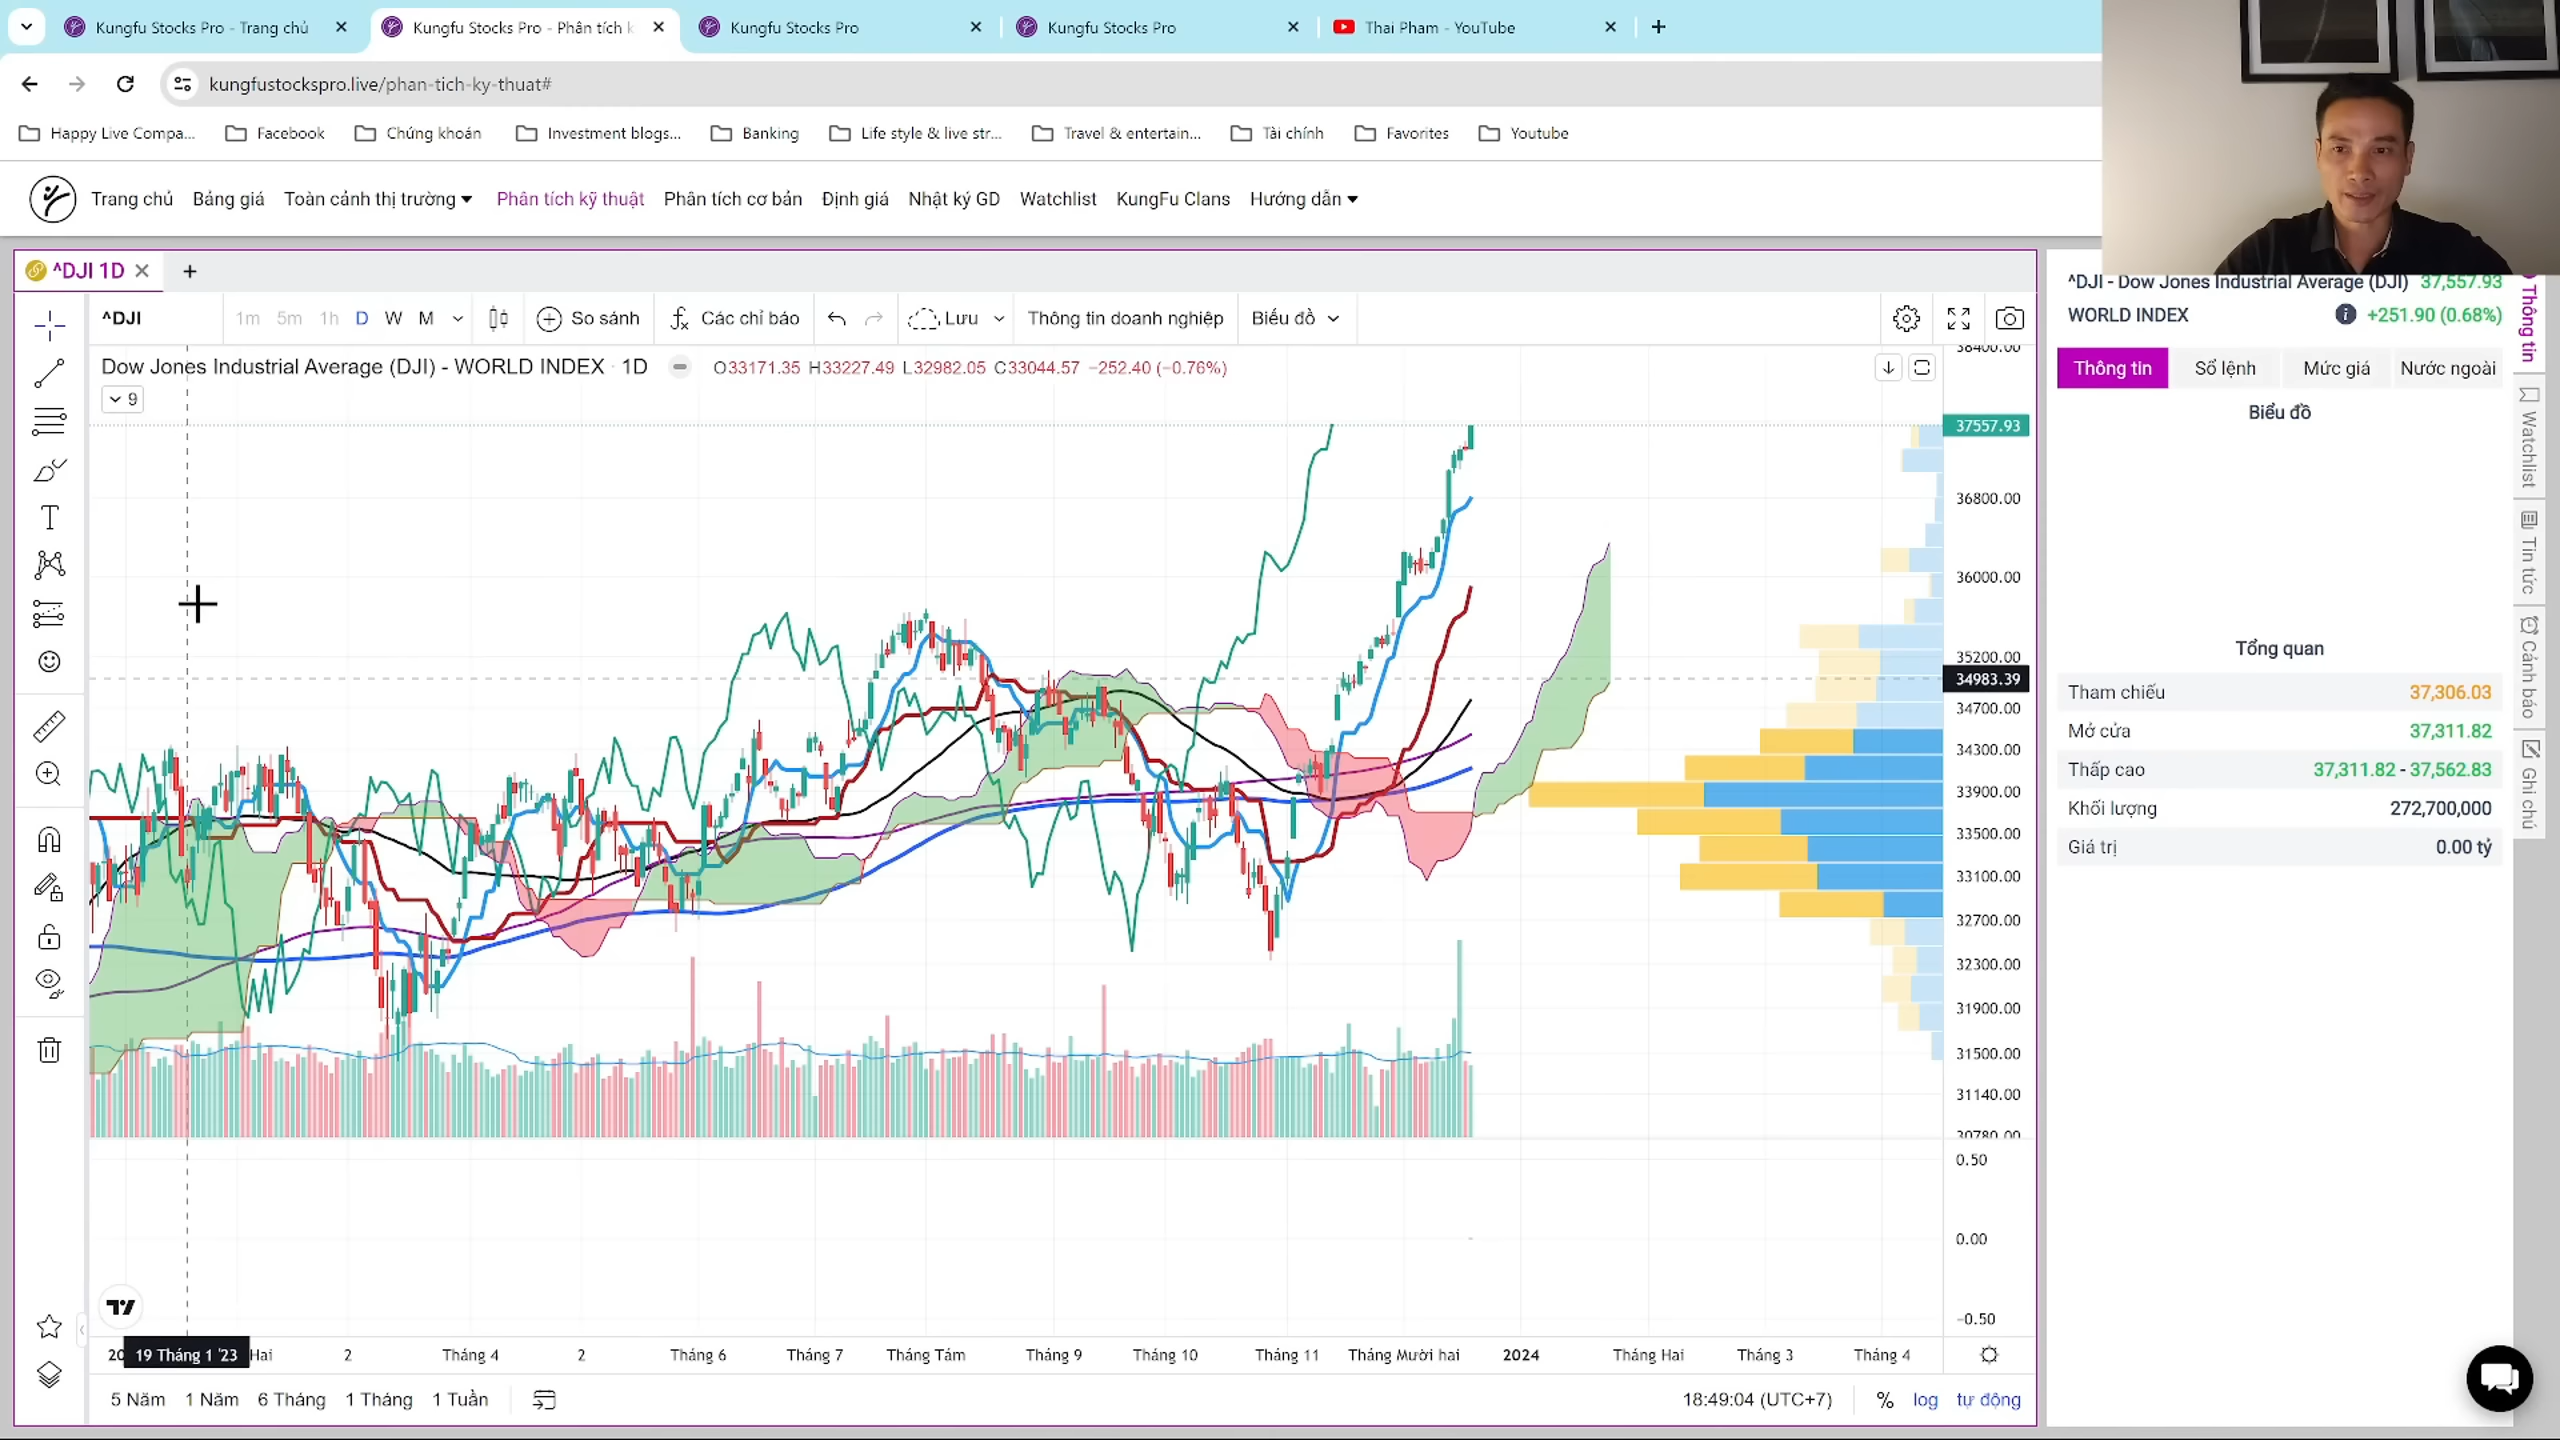 Kungfu Stocks Pro - Trang chủ
Kungfu Stocks Pro - Phân tích k
Kungfu Stocks Pro
Kungfu Stocks Pro
Thai Pham - YouTube
kungfustockspro.live/phan-tich-ky-thuat#
Happy Live Compa...
Facebook
Chứng khoán
Investment blogs...
Banking
Life style & live str...
Travel & entertain...
Tài chính
Favorites
Youtube
Trang chủ
Bảng giá
Toàn cảnh thị trường
Phân tích kỹ thuật
Phân tích cơ bản
Định giá
Nhật ký GD
Watchlist
KungFu Clans
Hướng dẫn
^DJI 1D
^DJI
1m 5m 1h D W M
So sánh
Các chỉ báo
Lưu
Thông tin doanh nghiệp
Biểu đồ
Dow Jones Industrial Average (DJI) - WORLD INDEX · 1D
O33171.35 H33227.49 L32982.05 C33044.57 −252.40 (−0.76%)
9
38400.00
37557.93
36800.00
36000.00
35200.00
34983.39
34700.00
34300.00
33900.00
33500.00
33100.00
32700.00
32300.00
31900.00
31500.00
31140.00
30780.00
0.50
0.00
−0.50
20
19 Tháng 1 '23
Hai
2
Tháng 4
2
Tháng 6
Tháng 7
Tháng Tám
Tháng 9
Tháng 10
Tháng 11
Tháng Mười hai
2024
Tháng Hai
Tháng 3
Tháng 4
5 Năm
1 Năm
6 Tháng
1 Tháng
1 Tuần
18:49:04 (UTC+7)
%
log
tự động
^DJI - Dow Jones Industrial Average (DJI) 37,557.93
WORLD INDEX +251.90 (0.68%)
Thông tin
Sổ lệnh
Mức giá
Nước ngoài
Biểu đồ
Tổng quan
Tham chiếu 37,306.03
Mở cửa 37,311.82
Thấp cao 37,311.82 - 37,562.83
Khối lượng 272,700,000
Giá trị 0.00 tỷ
Thông tin
Watchlist
Tin tức
Cảnh báo
Ghi chú